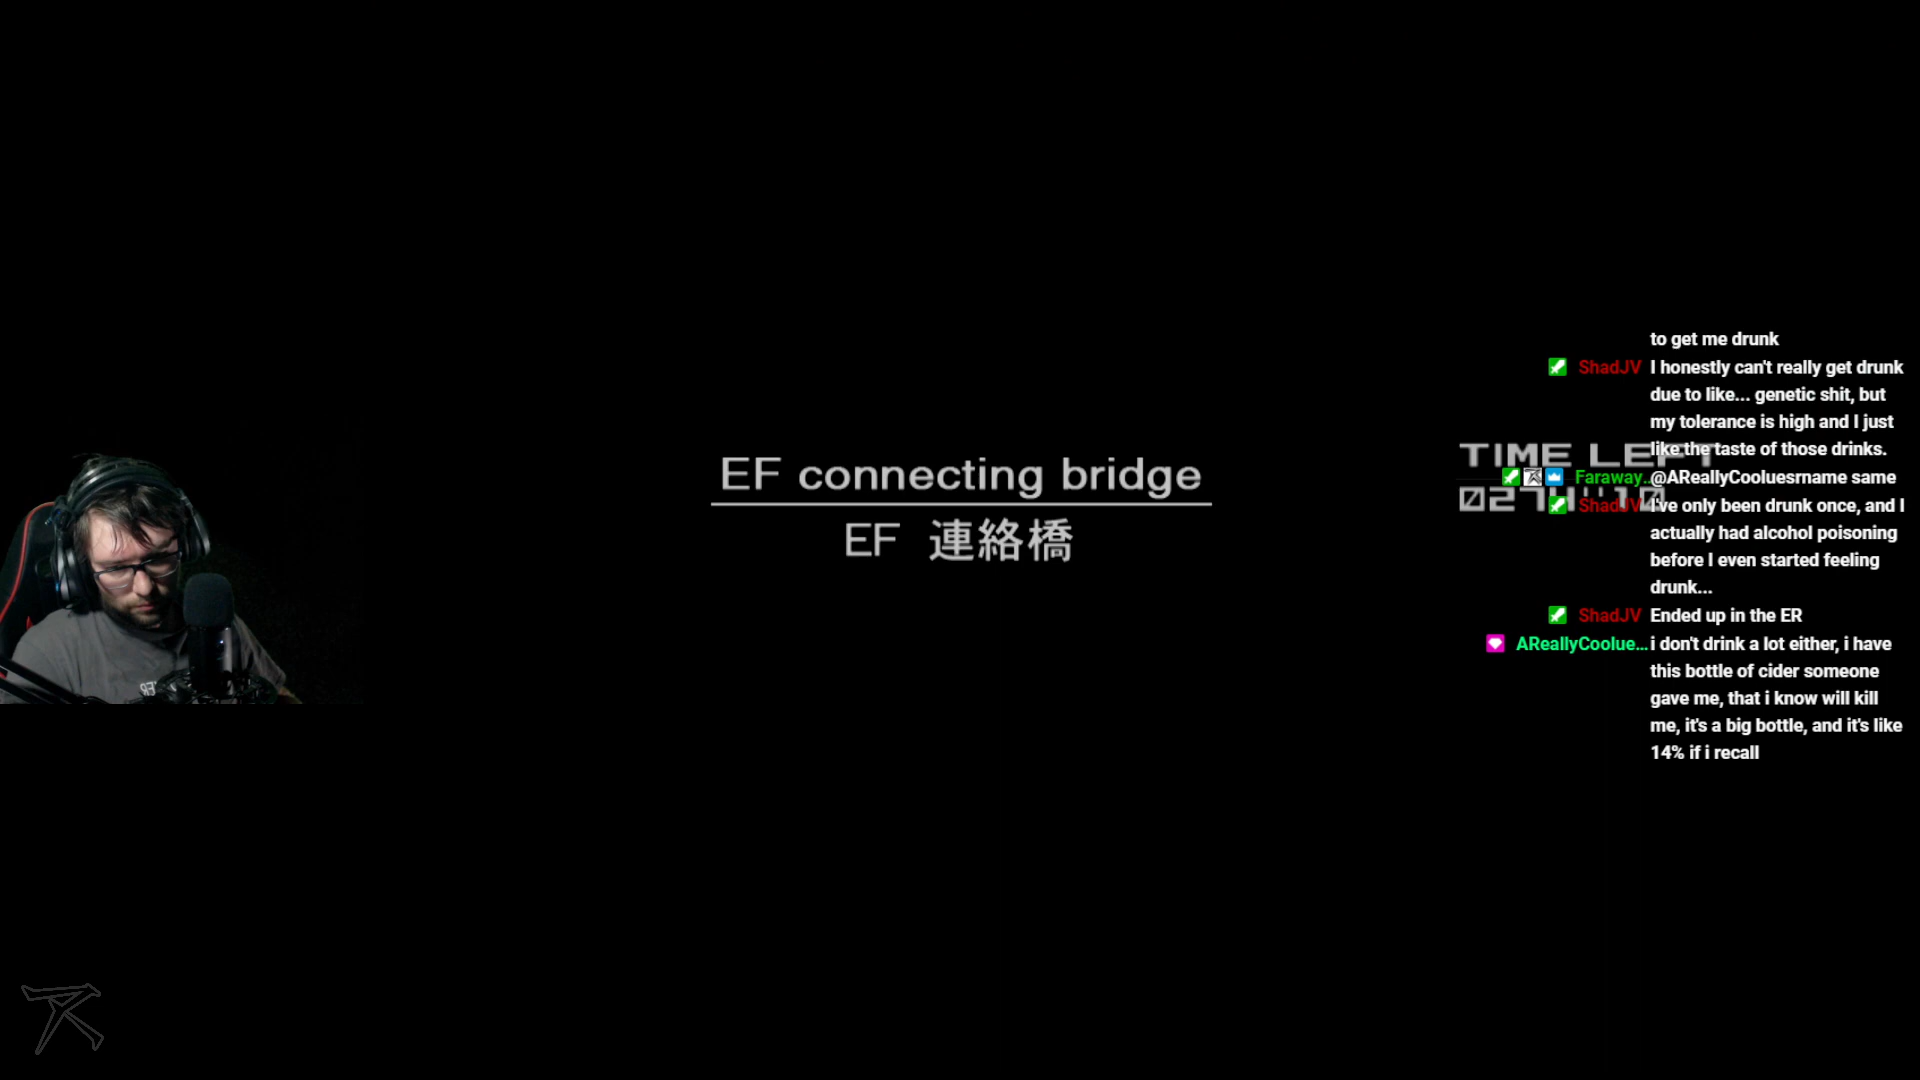 EF connecting bridge
EF 連絡橋
TIME LEFT
0274"10
to get me drunk
ShadJV I honestly can't really get drunk
due to like... genetic shit, but
my tolerance is high and I just
like the taste of those drinks.
Faraway... @AReallyCooluesrname same
ShadJV I've only been drunk once, and I
actually had alcohol poisoning
before I even started feeling
drunk...
ShadJV Ended up in the ER
AReallyCoolue... i don't drink a lot either, i have
this bottle of cider someone
gave me, that i know will kill
me, it's a big bottle, and it's like
14% if i recall